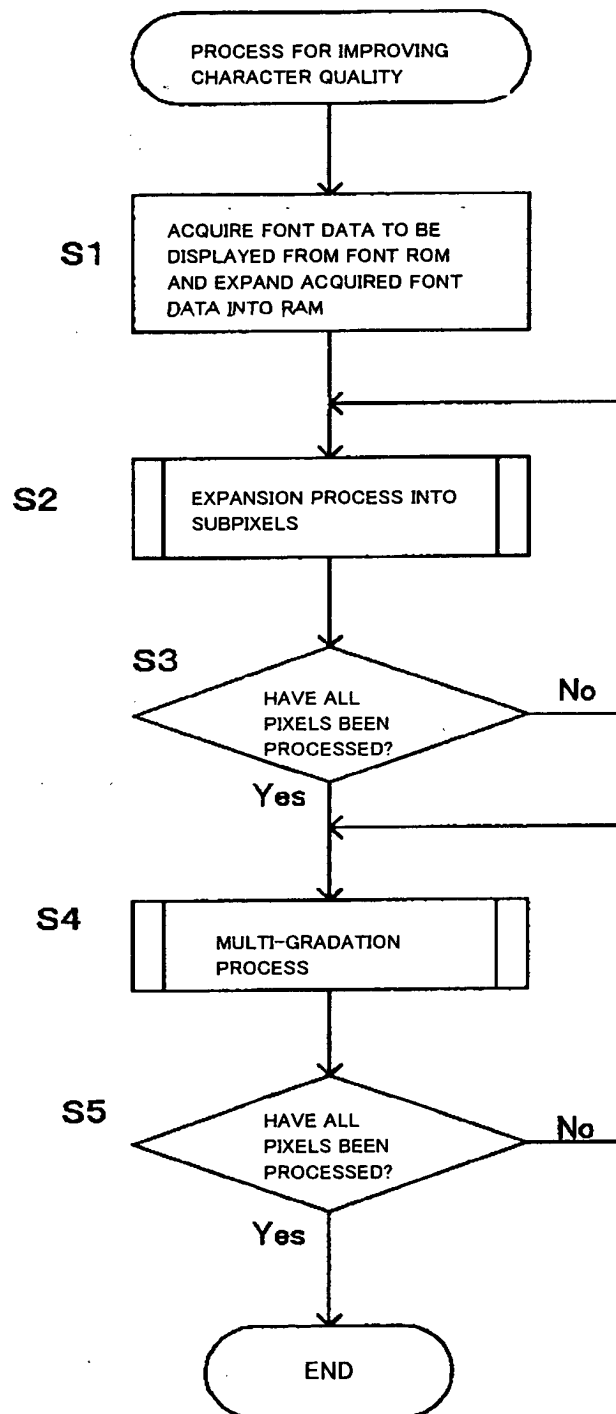 PROCESS FOR IMPROVING
CHARACTER QUALITY
S1
ACQUIRE FONT DATA TO BE
DISPLAYED FROM FONT ROM
AND EXPAND ACQUIRED FONT
DATA INTO RAM
S2
EXPANSION PROCESS INTO
SUBPIXELS
S3
HAVE ALL
PIXELS BEEN
PROCESSED?
No
Yes
S4
MULTI-GRADATION
PROCESS
S5
HAVE ALL
PIXELS BEEN
PROCESSED?
No
Yes
END